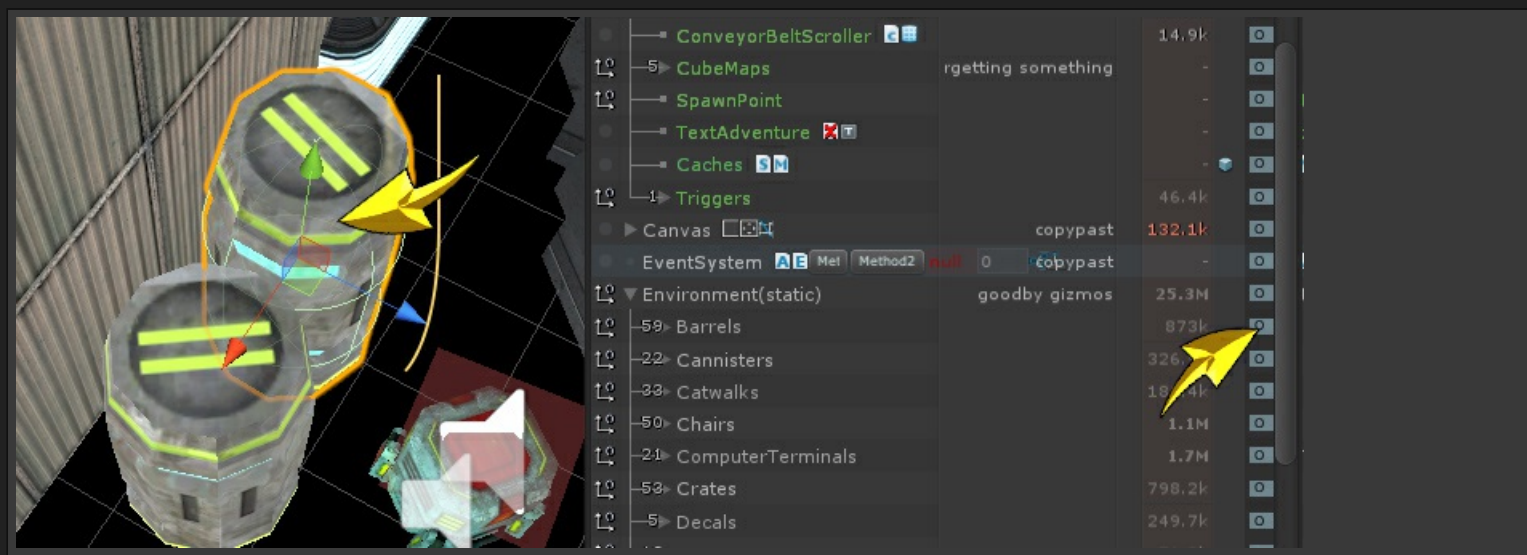 ConveyorBeltScroller C 14.9k
5 CubeMaps rgetting something -
SpawnPoint -
TextAdventure T -
Caches S M -
1 Triggers 46.4k
Canvas copypast 132.1k
EventSystem A E Met Method2 null 0 copypast -
Environment(static) goodby gizmos 25.3M
59 Barrels 873k
22 Cannisters
33 Catwalks
50 Chairs 1.1M
21 ComputerTerminals 1.7M
53 Crates 798.2k
5 Decals 249.7k